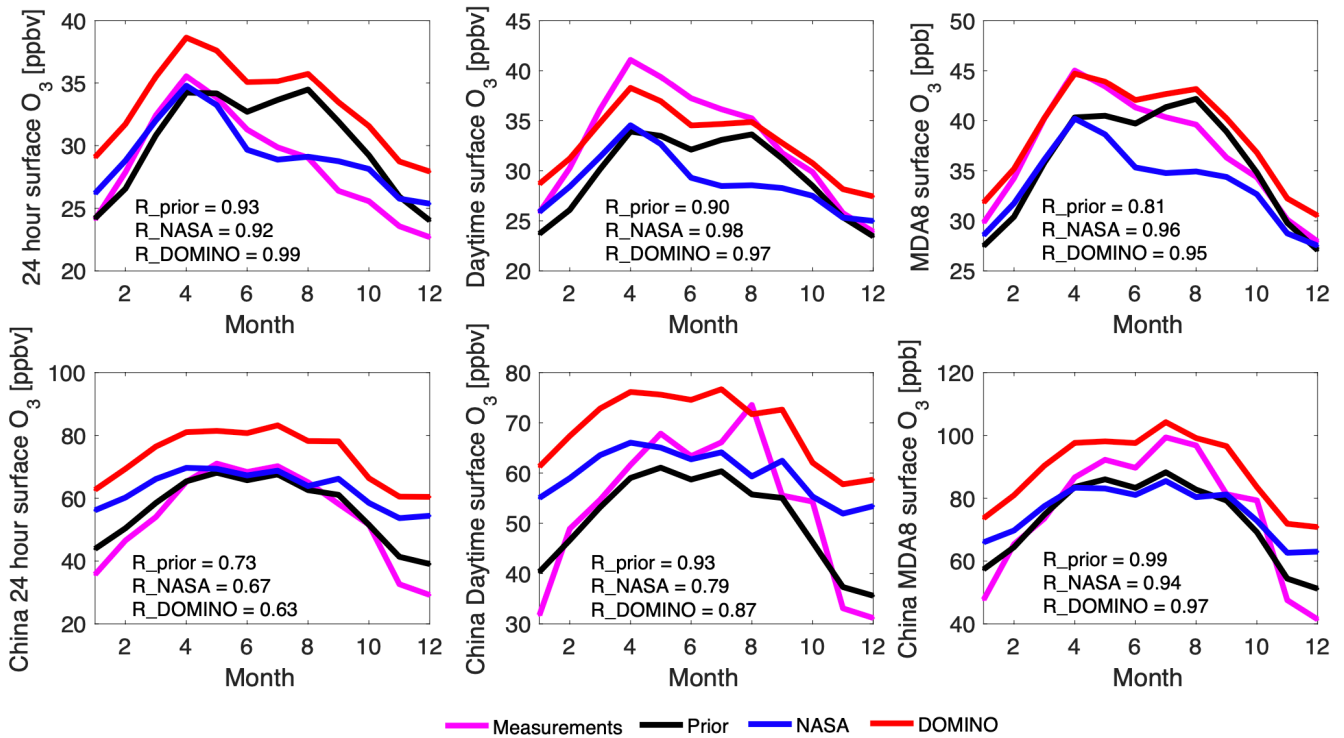 24 hour surface O3 [ppbv]
40
35
30
25
20
R_prior = 0.93
R_NASA = 0.92
R_DOMINO = 0.99
2 4 6 8 10 12
Month
Daytime surface O3 [ppbv]
45
40
35
30
25
20
R_prior = 0.90
R_NASA = 0.98
R_DOMINO = 0.97
2 4 6 8 10 12
Month
MDA8 surface O3 [ppb]
50
45
40
35
30
25
R_prior = 0.81
R_NASA = 0.96
R_DOMINO = 0.95
2 4 6 8 10 12
Month
China 24 hour surface O3 [ppbv]
100
80
60
40
20
R_prior = 0.73
R_NASA = 0.67
R_DOMINO = 0.63
2 4 6 8 10 12
Month
China Daytime surface O3 [ppbv]
80
70
60
50
40
30
R_prior = 0.93
R_NASA = 0.79
R_DOMINO = 0.87
2 4 6 8 10 12
Month
China MDA8 surface O3 [ppb]
120
100
80
60
40
R_prior = 0.99
R_NASA = 0.94
R_DOMINO = 0.97
2 4 6 8 10 12
Month
Measurements Prior NASA DOMINO